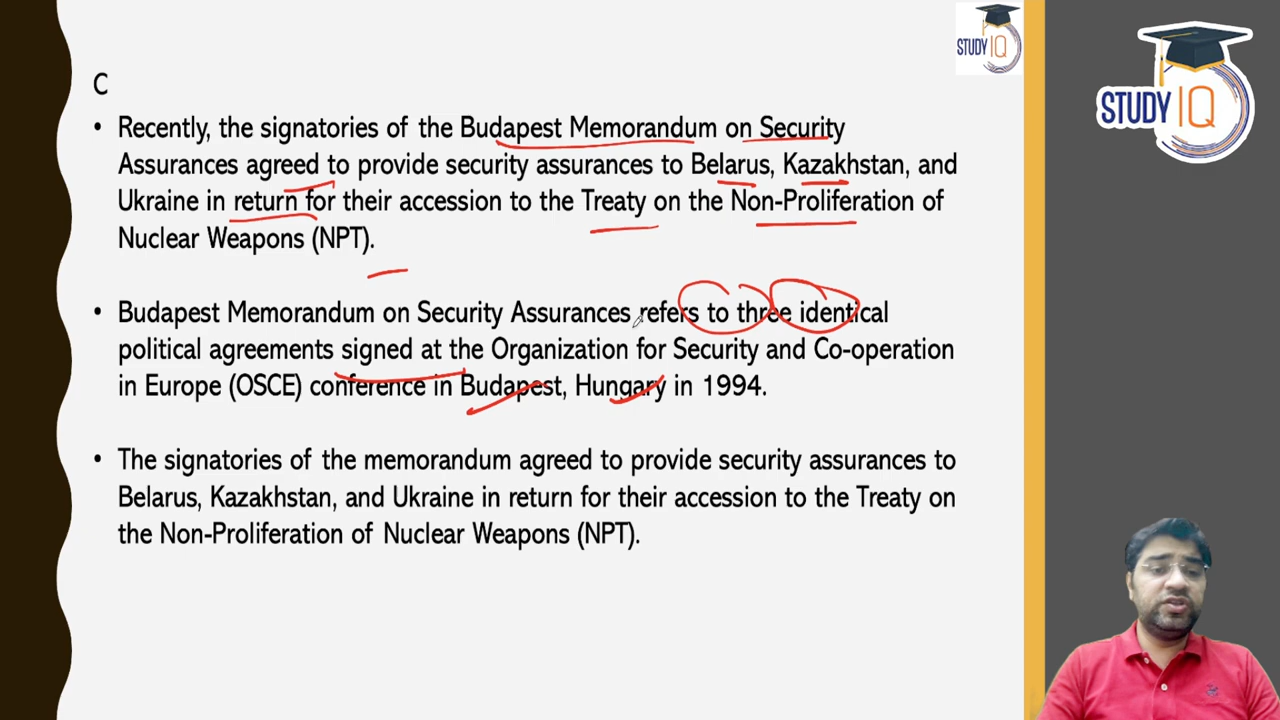 STUDY IQ
STUDY IQ
C
• Recently, the signatories of the Budapest Memorandum on Security
Assurances agreed to provide security assurances to Belarus, Kazakhstan, and
Ukraine in return for their accession to the Treaty on the Non-Proliferation of
Nuclear Weapons (NPT).
• Budapest Memorandum on Security Assurances refers to three identical
political agreements signed at the Organization for Security and Co-operation
in Europe (OSCE) conference in Budapest, Hungary in 1994.
• The signatories of the memorandum agreed to provide security assurances to
Belarus, Kazakhstan, and Ukraine in return for their accession to the Treaty on
the Non-Proliferation of Nuclear Weapons (NPT).